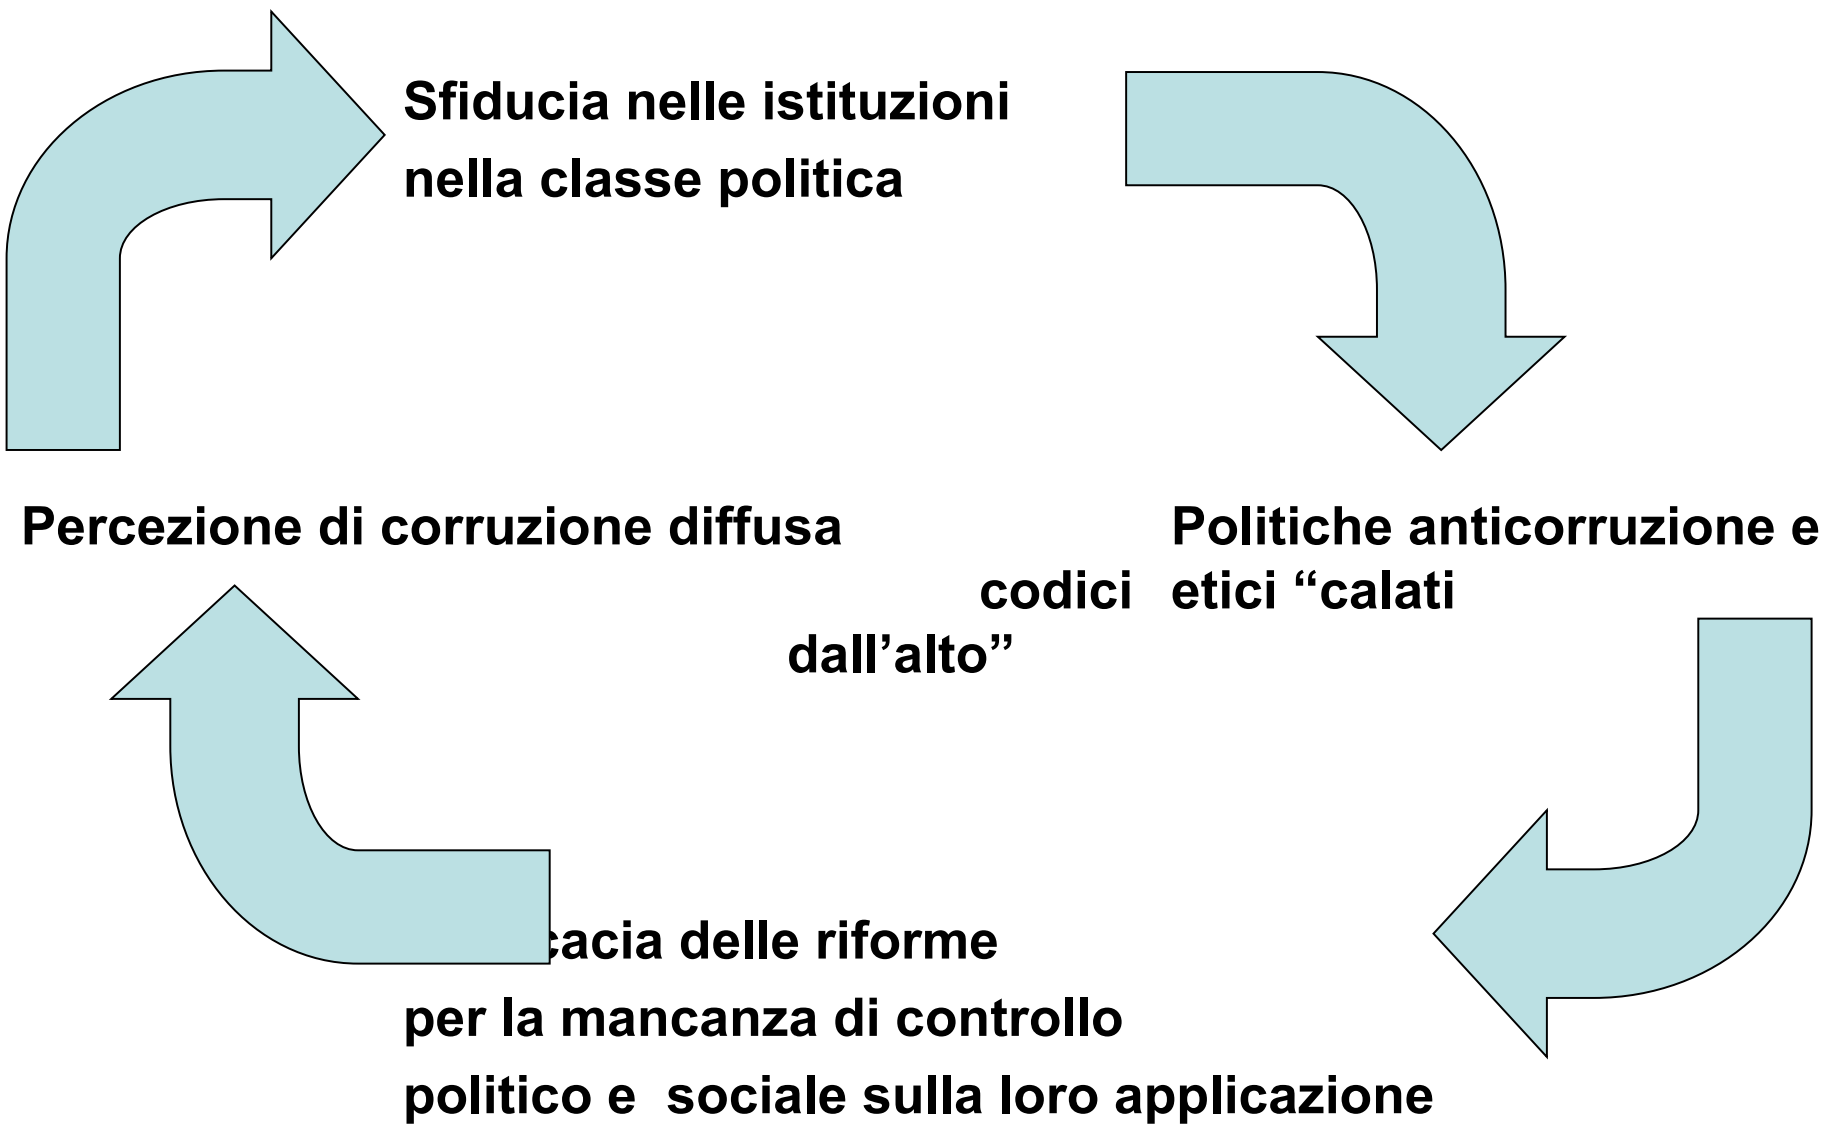 Sfiducia nelle istituzioni
nella classe politica
Percezione di corruzione diffusa
Politiche anticorruzione e
codici etici “calati
dall’alto”
delle riforme
per la mancanza di controllo
politico e sociale sulla loro applicazione